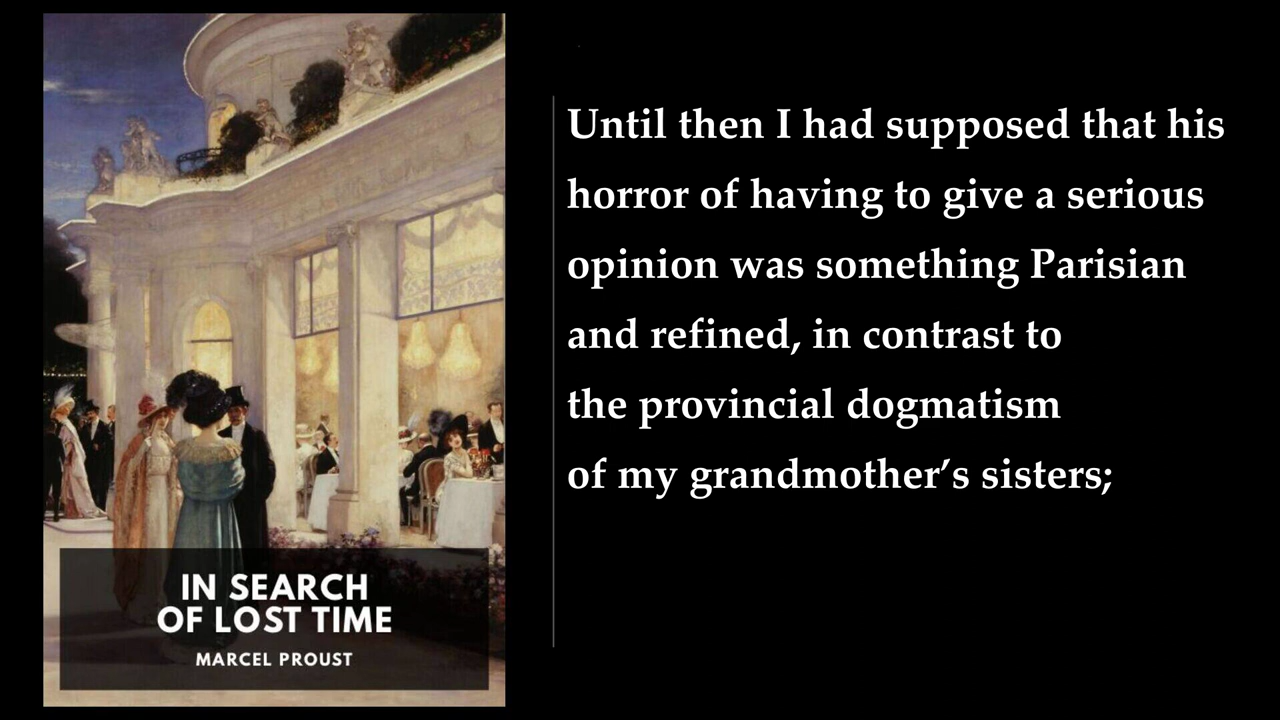 IN SEARCH
OF LOST TIME
MARCEL PROUST
Until then I had supposed that his
horror of having to give a serious
opinion was something Parisian
and refined, in contrast to
the provincial dogmatism
of my grandmother’s sisters;